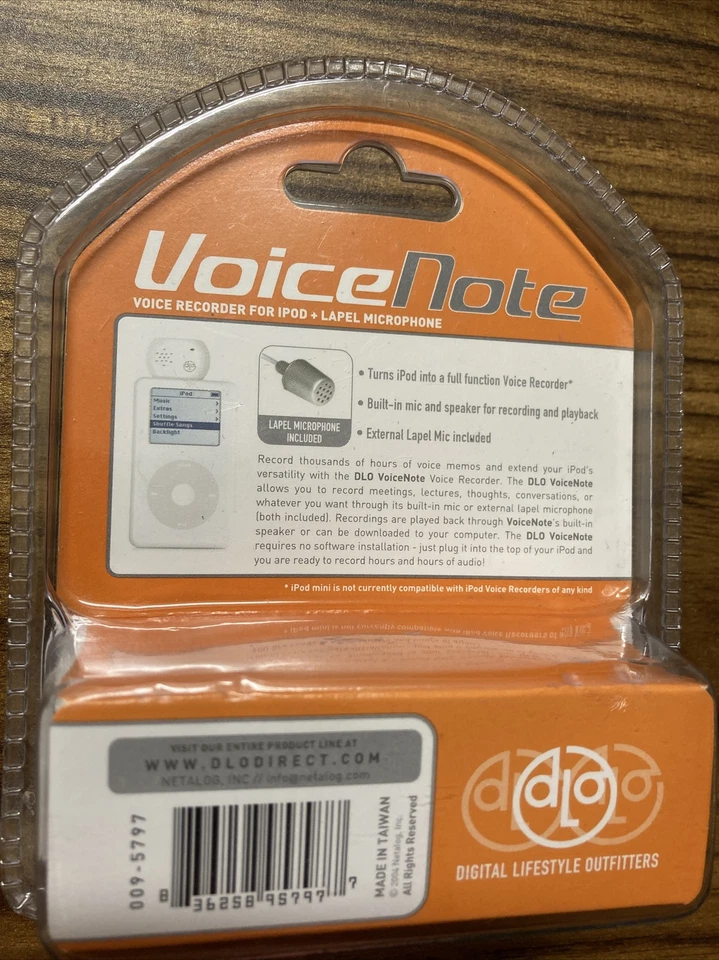 VoiceNote
VOICE RECORDER FOR IPOD + LAPEL MICROPHONE
dlo
iPod
Music >
Extras >
Settings >
Shuffle Songs
Backlight
LAPEL MICROPHONE
INCLUDED
• Turns iPod into a full function Voice Recorder*
• Built-in mic and speaker for recording and playback
• External Lapel Mic included
Record thousands of hours of voice memos and extend your iPod's
versatility with the DLO VoiceNote Voice Recorder. The DLO VoiceNote
allows you to record meetings, lectures, thoughts, conversations, or
whatever you want through its built-in mic or external lapel microphone
(both included). Recordings are played back through VoiceNote's built-in
speaker or can be downloaded to your computer. The DLO VoiceNote
requires no software installation - just plug it into the top of your iPod and
you are ready to record hours and hours of audio!
* iPod mini is not currently compatible with iPod Voice Recorders of any kind
VISIT OUR ENTIRE PRODUCT LINE AT
WWW.DLODIRECT.COM
NETALOG, INC // info@netalog.com
009-5797
8 36258 95797 7
MADE IN TAIWAN
© 2004 Netalog, Inc.
All Rights Reserved
dLo
DIGITAL LIFESTYLE OUTFITTERS